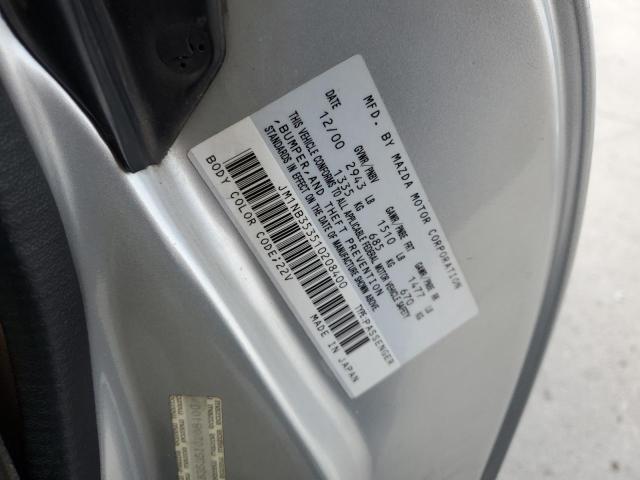 MFD. BY MAZDA MOTOR CORPORATION
DATE GVWR/PNBV GAWR/PNBE FRT GAWR/PNBE RR
12/00 2943 LB 1510 LB 1477 LB
1335 KG 685 KG 670 KG
THIS VEHICLE CONFORMS TO ALL APPLICABLE FEDERAL MOTOR VEHICLE SAFETY
, BUMPER, AND THEFT PREVENTION
STANDARDS IN EFFECT ON THE DATE OF MANUFACTURE SHOWN ABOVE.
JM1NB353510208400 TYPE:PASSENGER
BODY COLOR CODE/22V MADE IN JAPAN